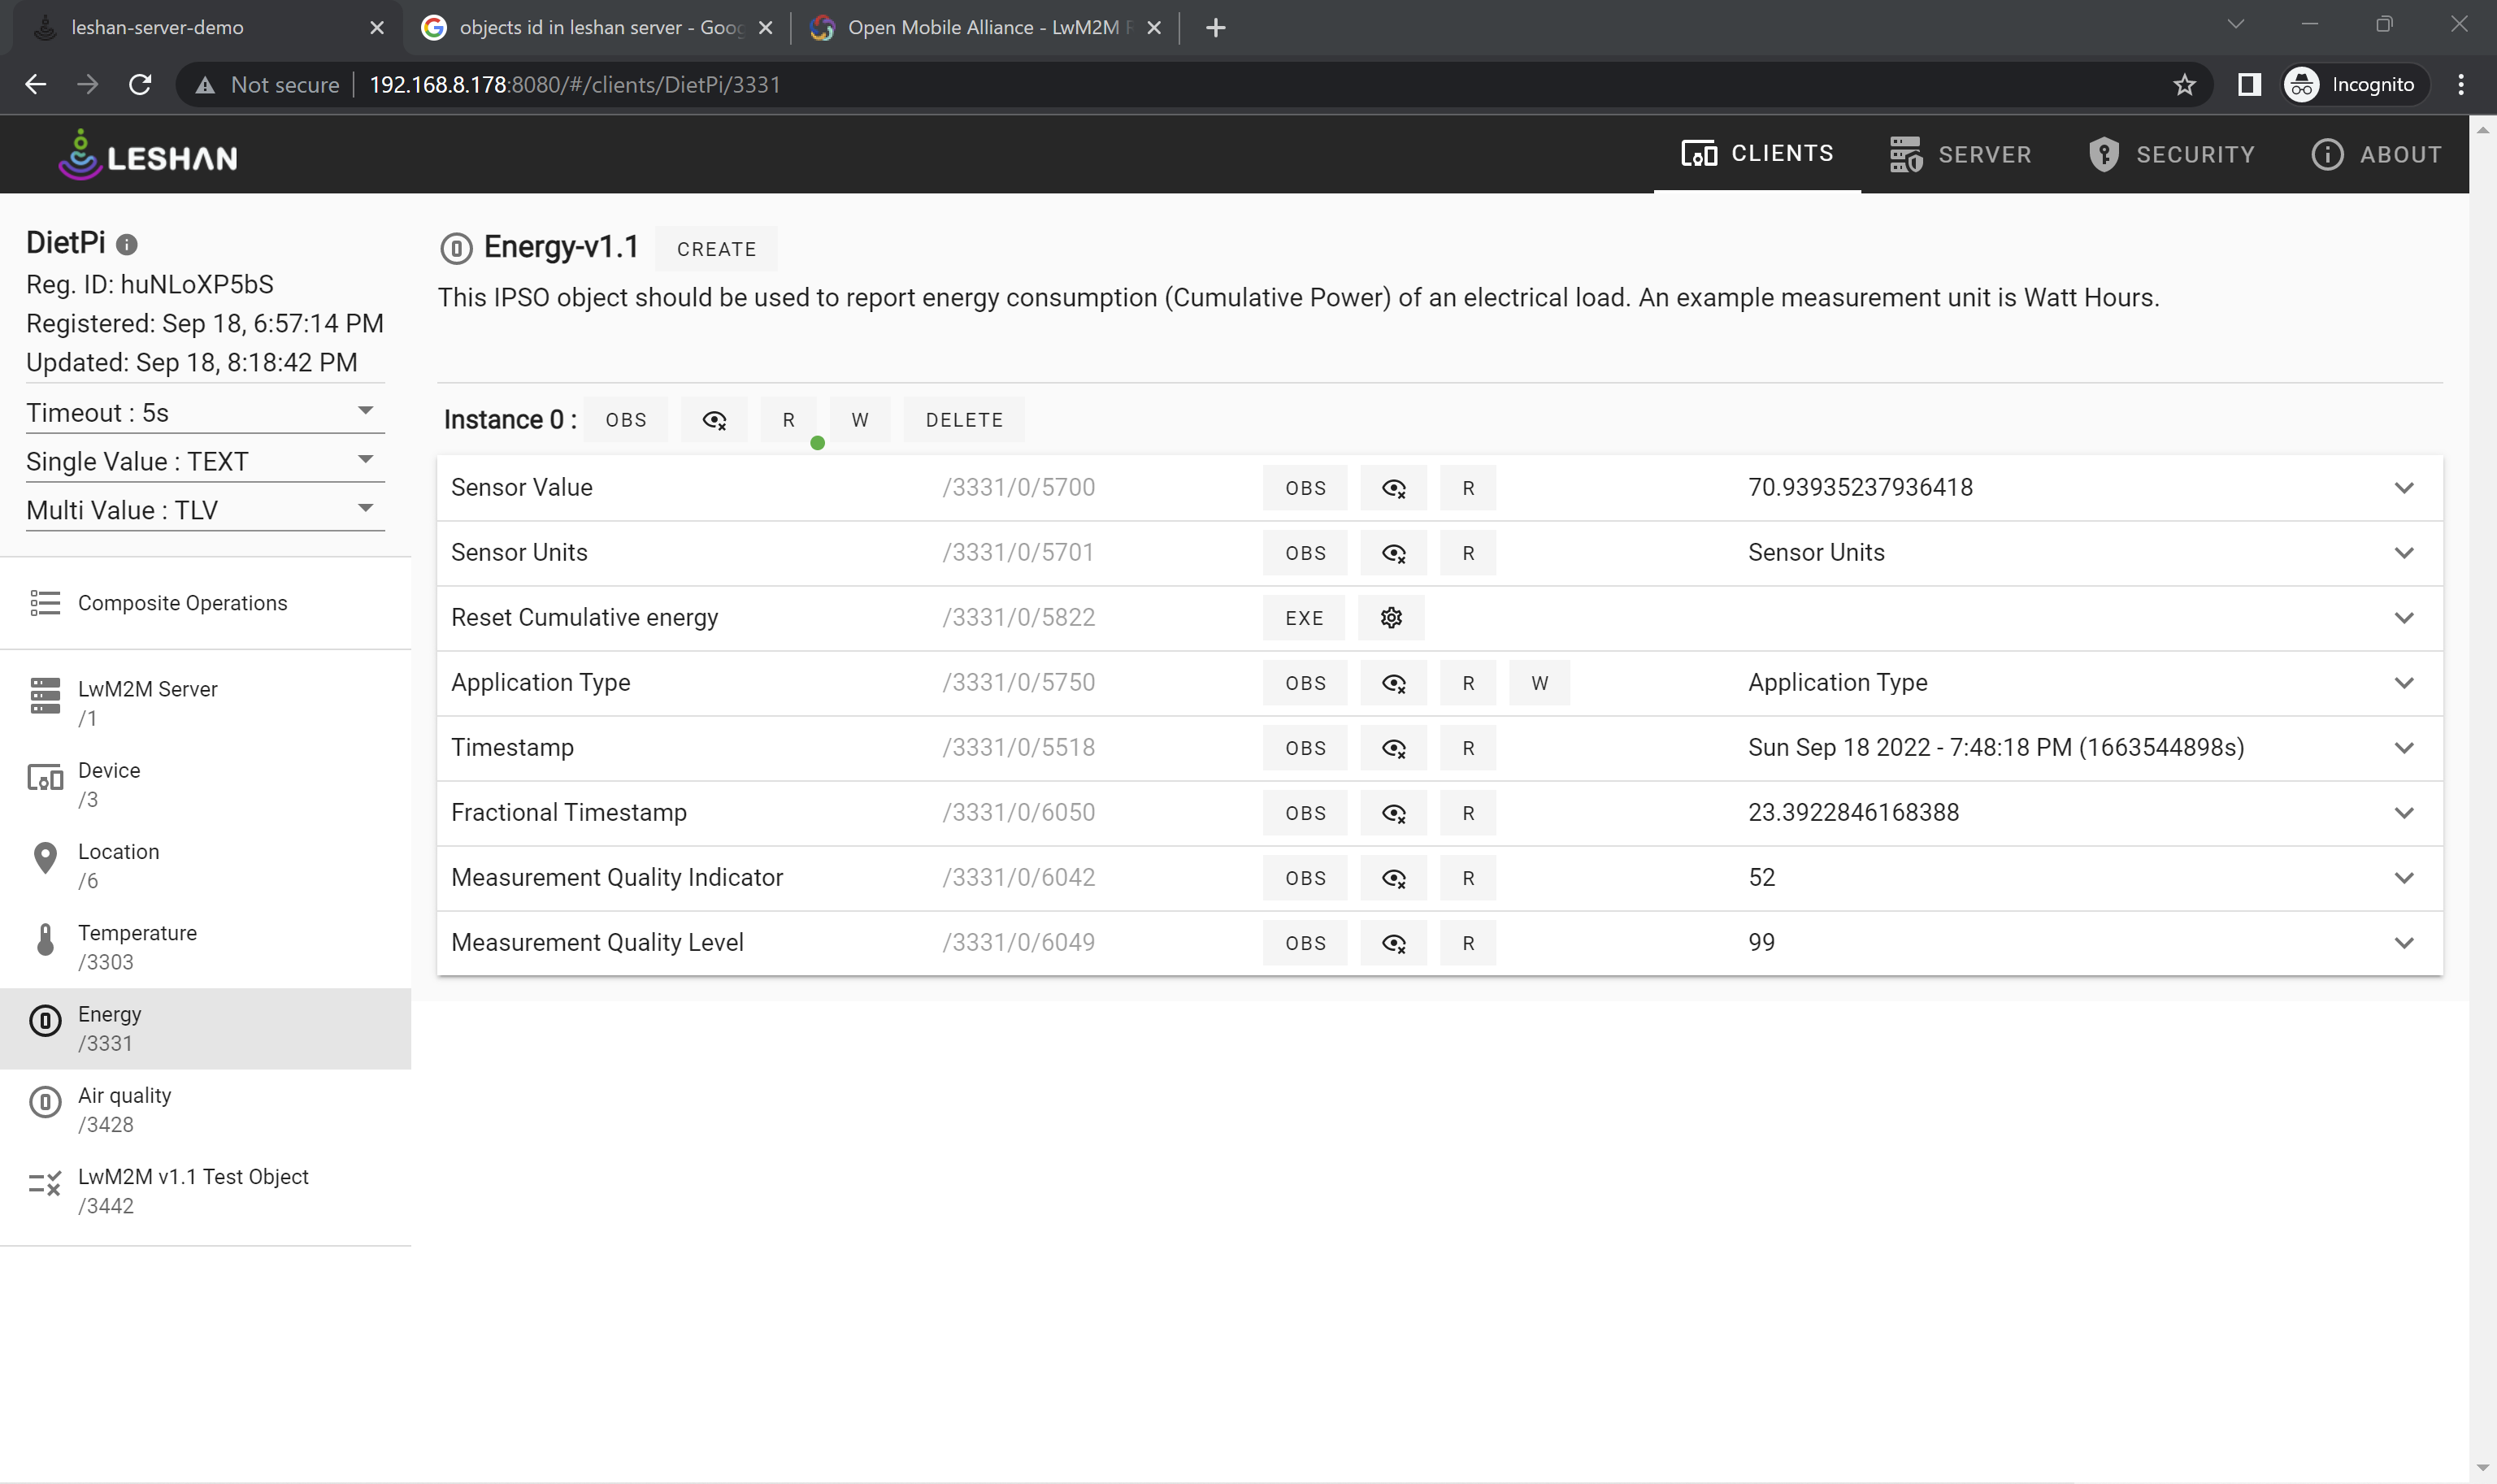 leshan-server-demo
objects id in leshan server - Goo
Open Mobile Alliance - LwM2M
Not secure
192.168.8.178:8080/#/clients/DietPi/3331
Incognito
LESHAN
CLIENTS
SERVER
SECURITY
ABOUT
DietPi
Reg. ID: huNLoXP5bS
Registered: Sep 18, 6:57:14 PM
Updated: Sep 18, 8:18:42 PM
Timeout : 5s
Single Value : TEXT
Multi Value : TLV
Composite Operations
LwM2M Server
/1
Device
/3
Location
/6
Temperature
/3303
Energy
/3331
Air quality
/3428
LwM2M v1.1 Test Object
/3442
Energy-v1.1 CREATE
This IPSO object should be used to report energy consumption (Cumulative Power) of an electrical load. An example measurement unit is Watt Hours.
Instance 0 : OBS R W DELETE
Sensor Value /3331/0/5700 OBS R 70.93935237936418
Sensor Units /3331/0/5701 OBS R Sensor Units
Reset Cumulative energy /3331/0/5822 EXE
Application Type /3331/0/5750 OBS R W Application Type
Timestamp /3331/0/5518 OBS R Sun Sep 18 2022 - 7:48:18 PM (1663544898s)
Fractional Timestamp /3331/0/6050 OBS R 23.3922846168388
Measurement Quality Indicator /3331/0/6042 OBS R 52
Measurement Quality Level /3331/0/6049 OBS R 99